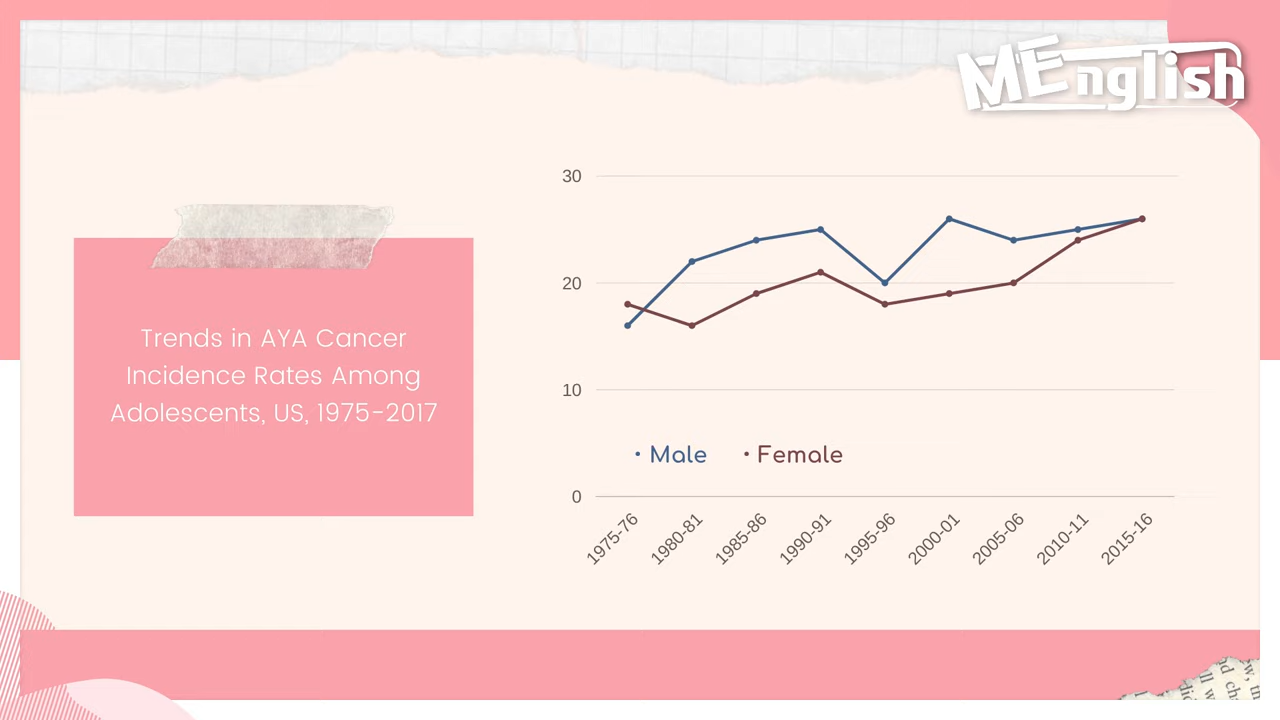 MEnglish
Trends in AYA Cancer
Incidence Rates Among
Adolescents, US, 1975-2017
30
20
10
0
• Male • Female
1975-76
1980-81
1985-86
1990-91
1995-96
2000-01
2005-06
2010-11
2015-16